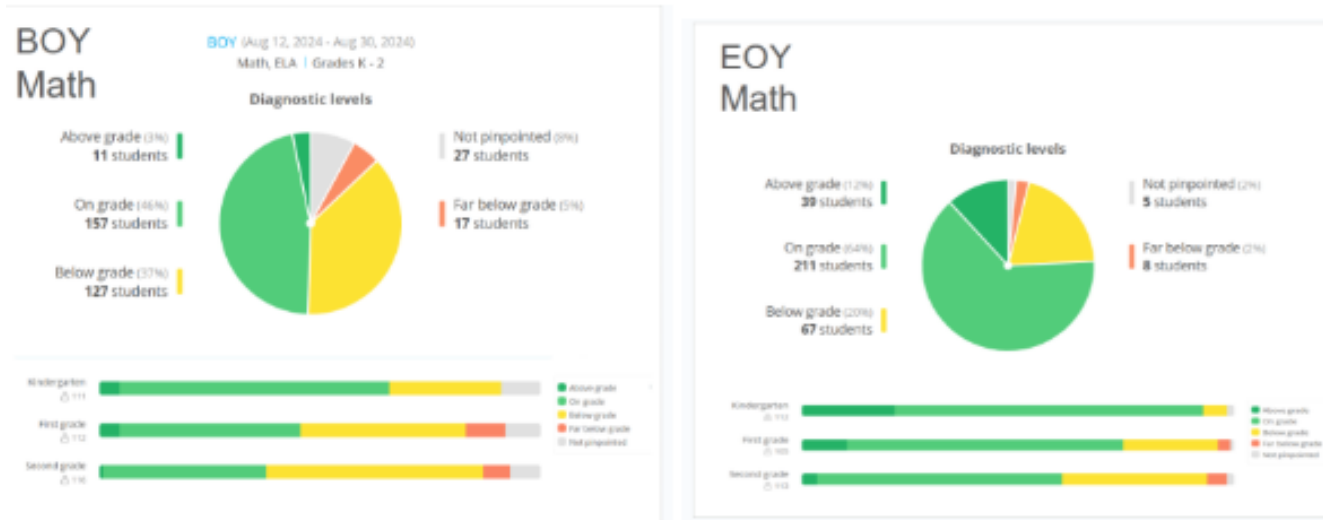 BOY
Math
BOY (Aug 12, 2024 - Aug 30, 2024)
Math, ELA | Grades K - 2
Diagnostic levels
Above grade (3%)
11 students
On grade (46%)
157 students
Below grade (37%)
127 students
Not pinpointed (8%)
27 students
Far below grade (5%)
17 students
Kindergarten
111
First grade
112
Second grade
Above grade
On grade
Below grade
Far below grade
Not pinpointed
EOY
Math
Diagnostic levels
Above grade (12%)
39 students
On grade (64%)
211 students
Below grade (20%)
67 students
Not pinpointed (2%)
5 students
Far below grade (2%)
8 students
Kindergarten
First grade
Second grade
Above grade
On grade
Below grade
Far below grade
Not pinpointed